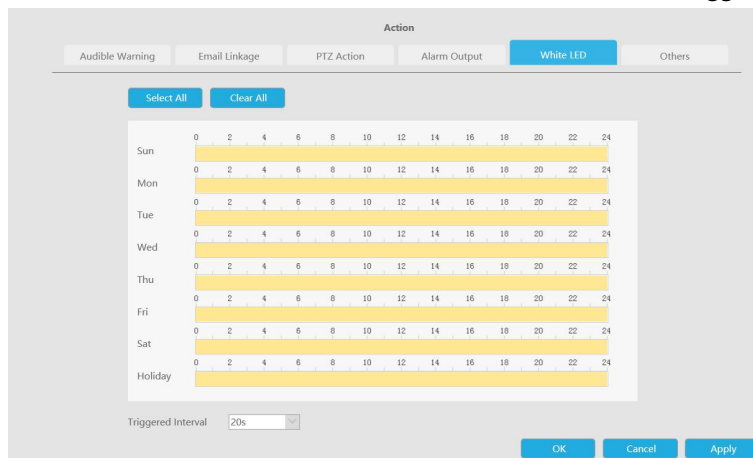 Action
Audible Warning Email Linkage PTZ Action Alarm Output White LED Others
Select All Clear All
0 2 4 6 8 10 12 14 16 18 20 22 24
Sun
0 2 4 6 8 10 12 14 16 18 20 22 24
Mon
0 2 4 6 8 10 12 14 16 18 20 22 24
Tue
0 2 4 6 8 10 12 14 16 18 20 22 24
Wed
0 2 4 6 8 10 12 14 16 18 20 22 24
Thu
0 2 4 6 8 10 12 14 16 18 20 22 24
Fri
0 2 4 6 8 10 12 14 16 18 20 22 24
Sat
0 2 4 6 8 10 12 14 16 18 20 22 24
Holiday
Triggered Interval 20s
OK Cancel Apply